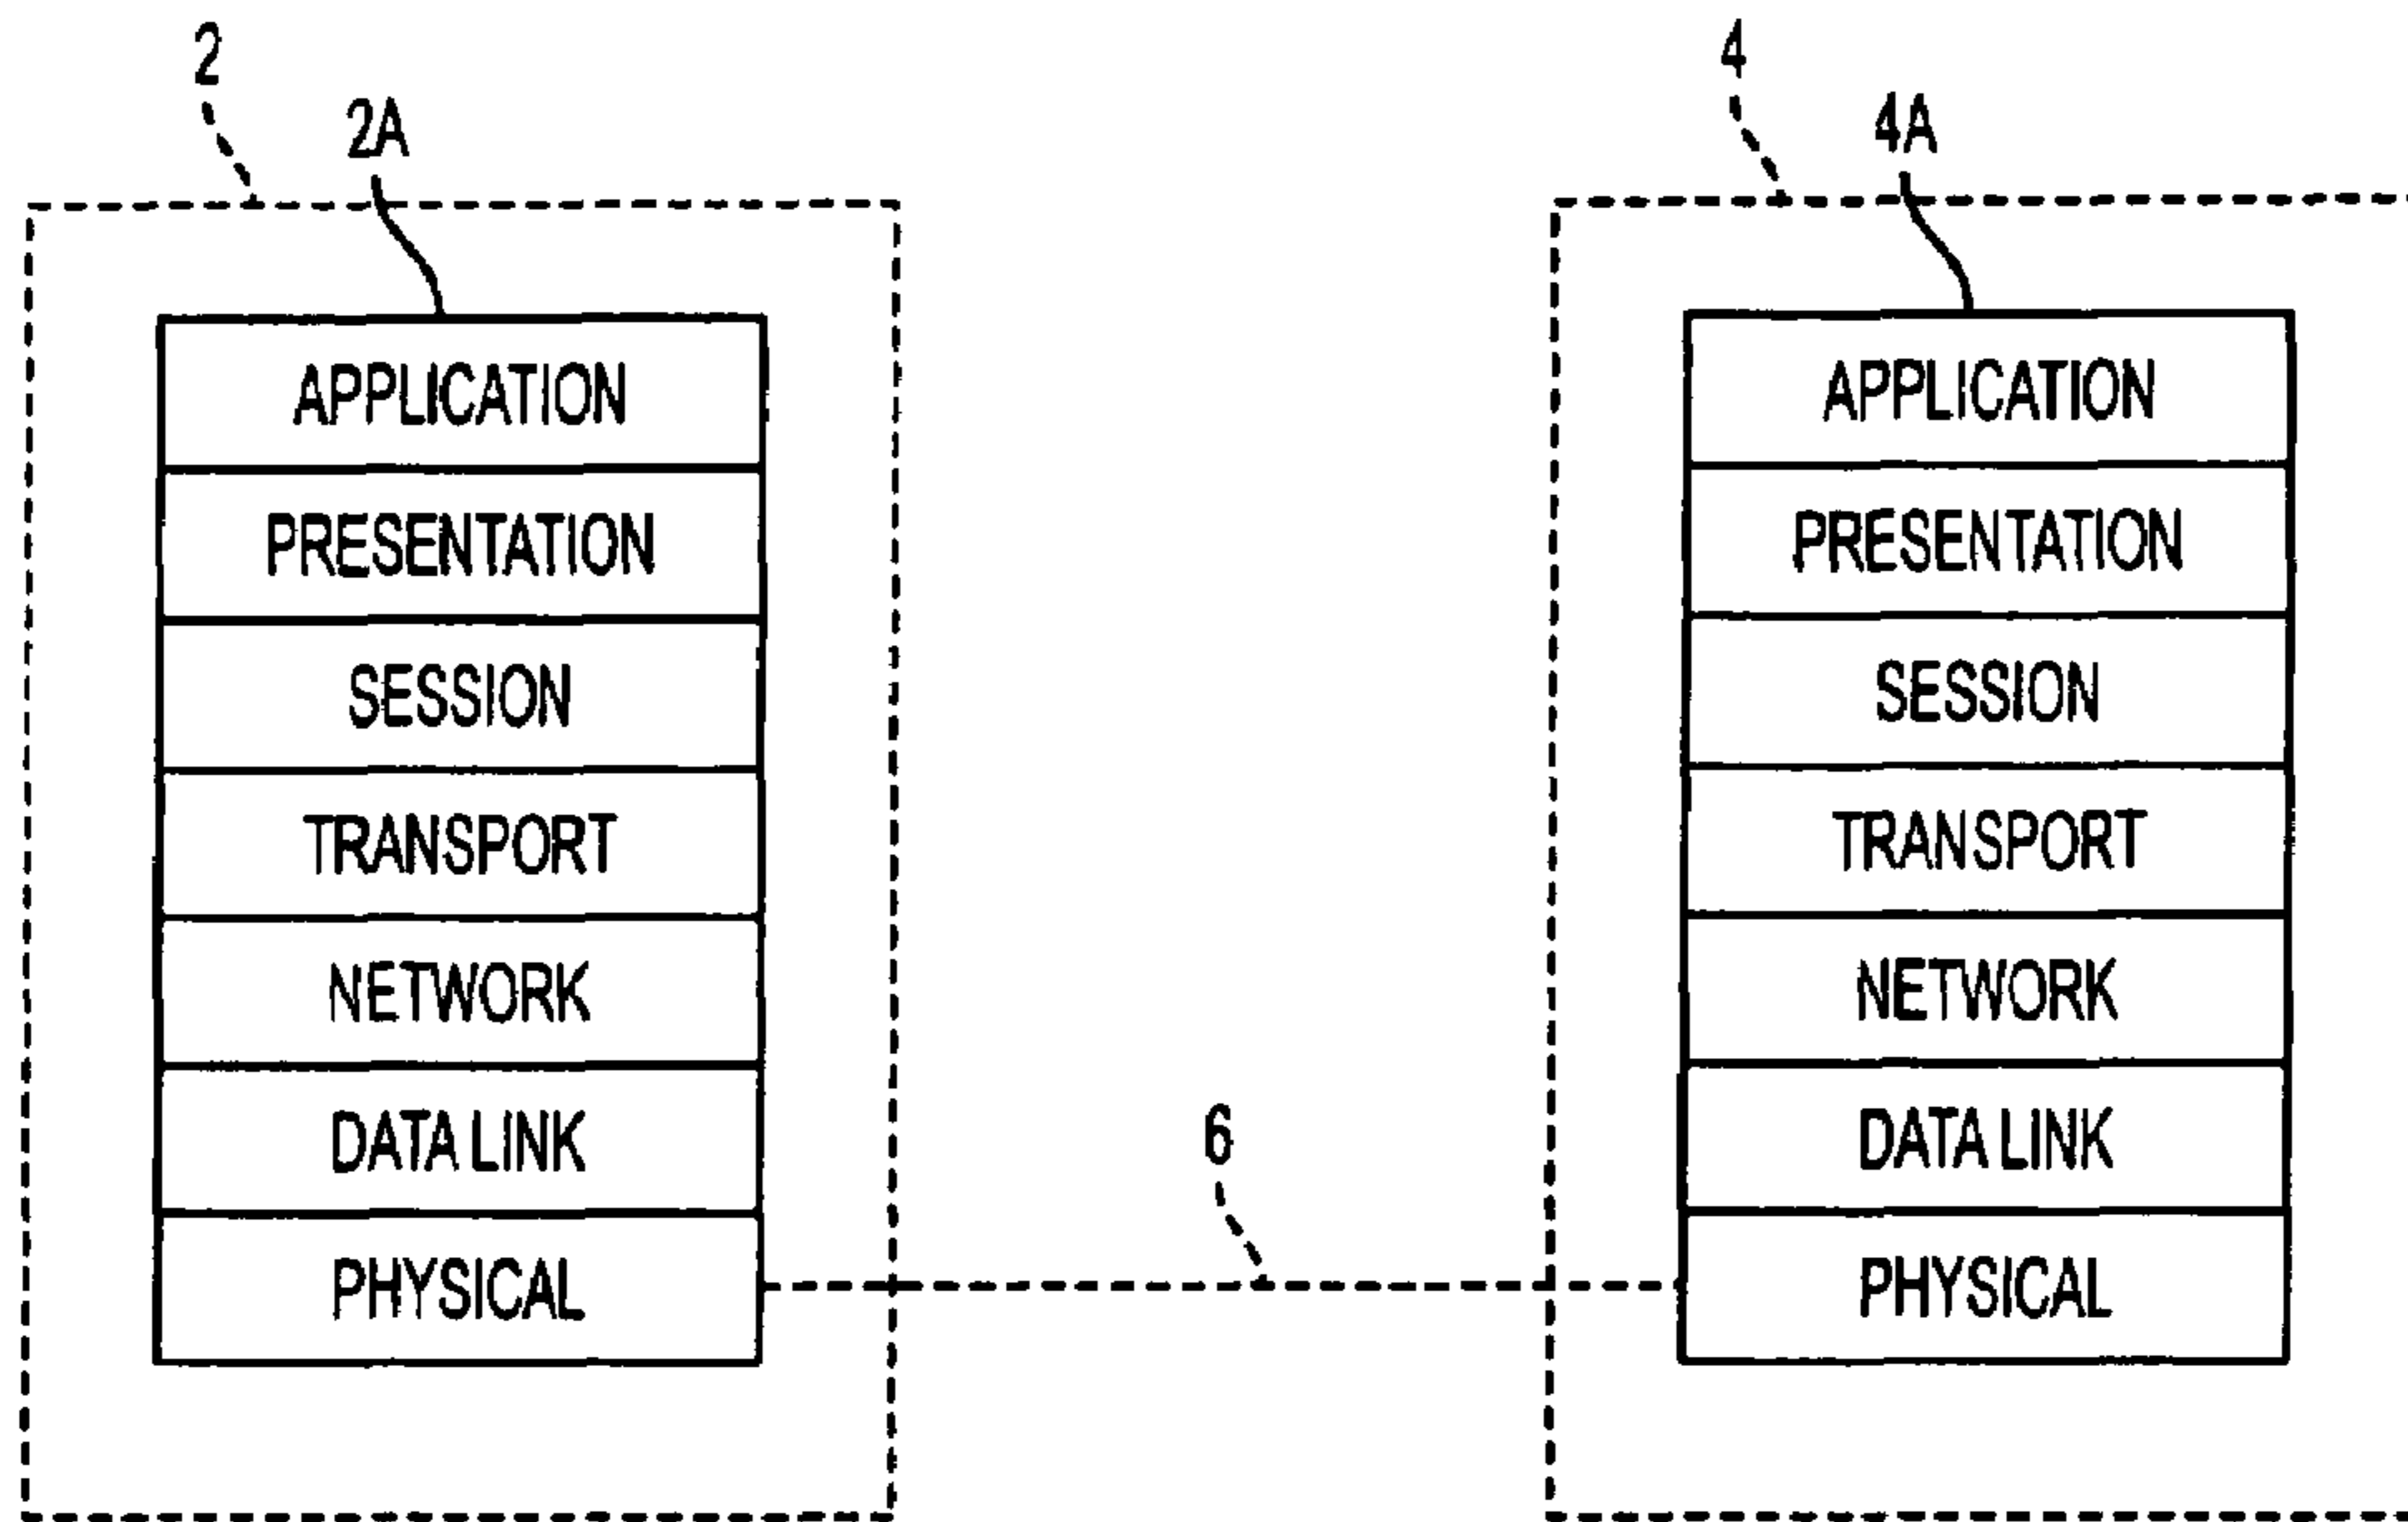 2
2A
APPLICATION
PRESENTATION
SESSION
TRANSPORT
NETWORK
DATA LINK
PHYSICAL
6
4
4A
APPLICATION
PRESENTATION
SESSION
TRANSPORT
NETWORK
DATA LINK
PHYSICAL